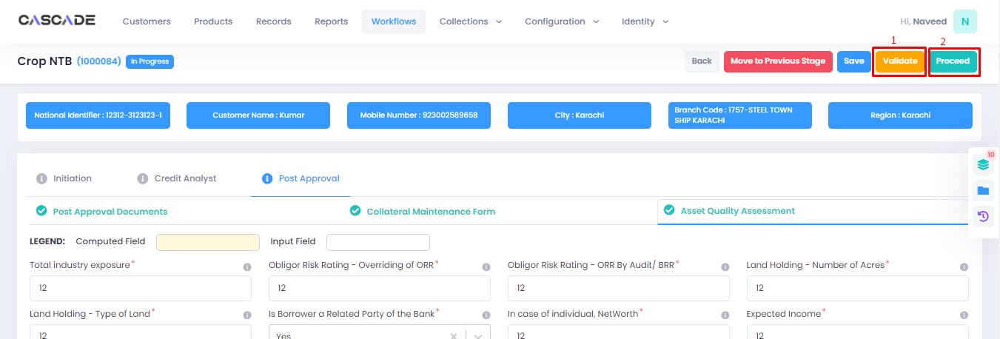 CASCADE Customers Products Records Reports Workflows Collections Configuration Identity Hi, Naveed N
1 2
Crop NTB (1000084) In Progress Back Move to Previous Stage Save Validate Proceed
National Identifier : 12312-3123123-1 Customer Name : Kumar Mobile Number : 923002589658 City : Karachi Branch Code : 1757-STEEL TOWN
SHIP KARACHI Region : Karachi
10
Initiation Credit Analyst Post Approval
Post Approval Documents Collateral Maintenance Form Asset Quality Assessment
LEGEND: Computed Field Input Field
Total industry exposure* Obligor Risk Rating - Overriding of ORR* Obligor Risk Rating - ORR By Audit/ BRR* Land Holding - Number of Acres*
12 12 12 12
Land Holding - Type of Land* Is Borrower a Related Party of the Bank* In case of individual, NetWorth* Expected Income*
12 Yes 12 12